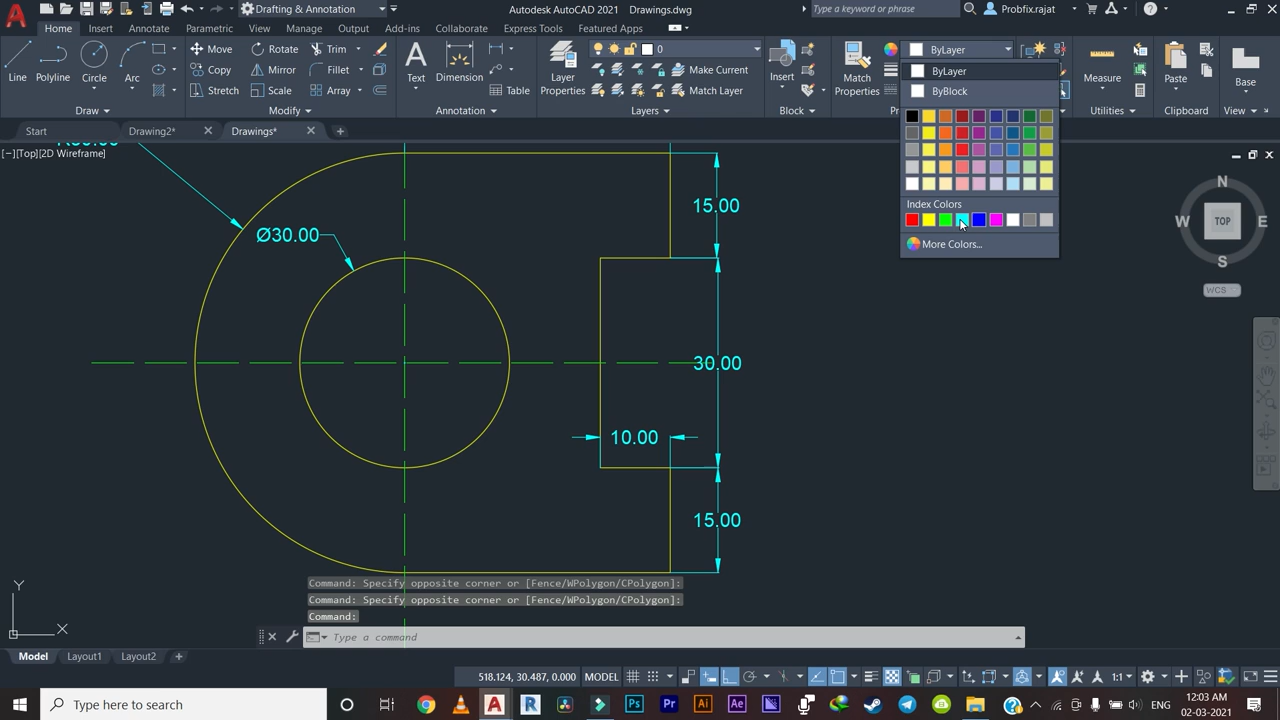 Drafting & Annotation
Autodesk AutoCAD 2021 Drawings.dwg
Type a keyword or phrase
Probfix.rajat
Home Insert Annotate Parametric View Manage Output Add-ins Collaborate Express Tools Featured Apps
Line Polyline Circle Arc
Move Rotate Trim
Copy Mirror Fillet
Stretch Scale Array
Text Dimension
Layer Properties
0
Make Current
Match Layer
Insert
Match Properties
ByLayer
Measure
Paste
Base
Draw Modify Annotation Layers Block Utilities Clipboard View
ByLayer
ByBlock
Index Colors
More Colors...
Start Drawing2* Drawings*
[−][Top][2D Wireframe]
Ø30.00
15.00
30.00
10.00
15.00
N
W TOP E
S
WCS
Y
X
Command: Specify opposite corner or [Fence/WPolygon/CPolygon]:
Command: Specify opposite corner or [Fence/WPolygon/CPolygon]:
Command:
Type a command
Model Layout1 Layout2
518.124, 30.487, 0.000 MODEL
1:1
Type here to search
A R Ps Pr Ai Ae
ENG
12:03 AM
02-03-2021